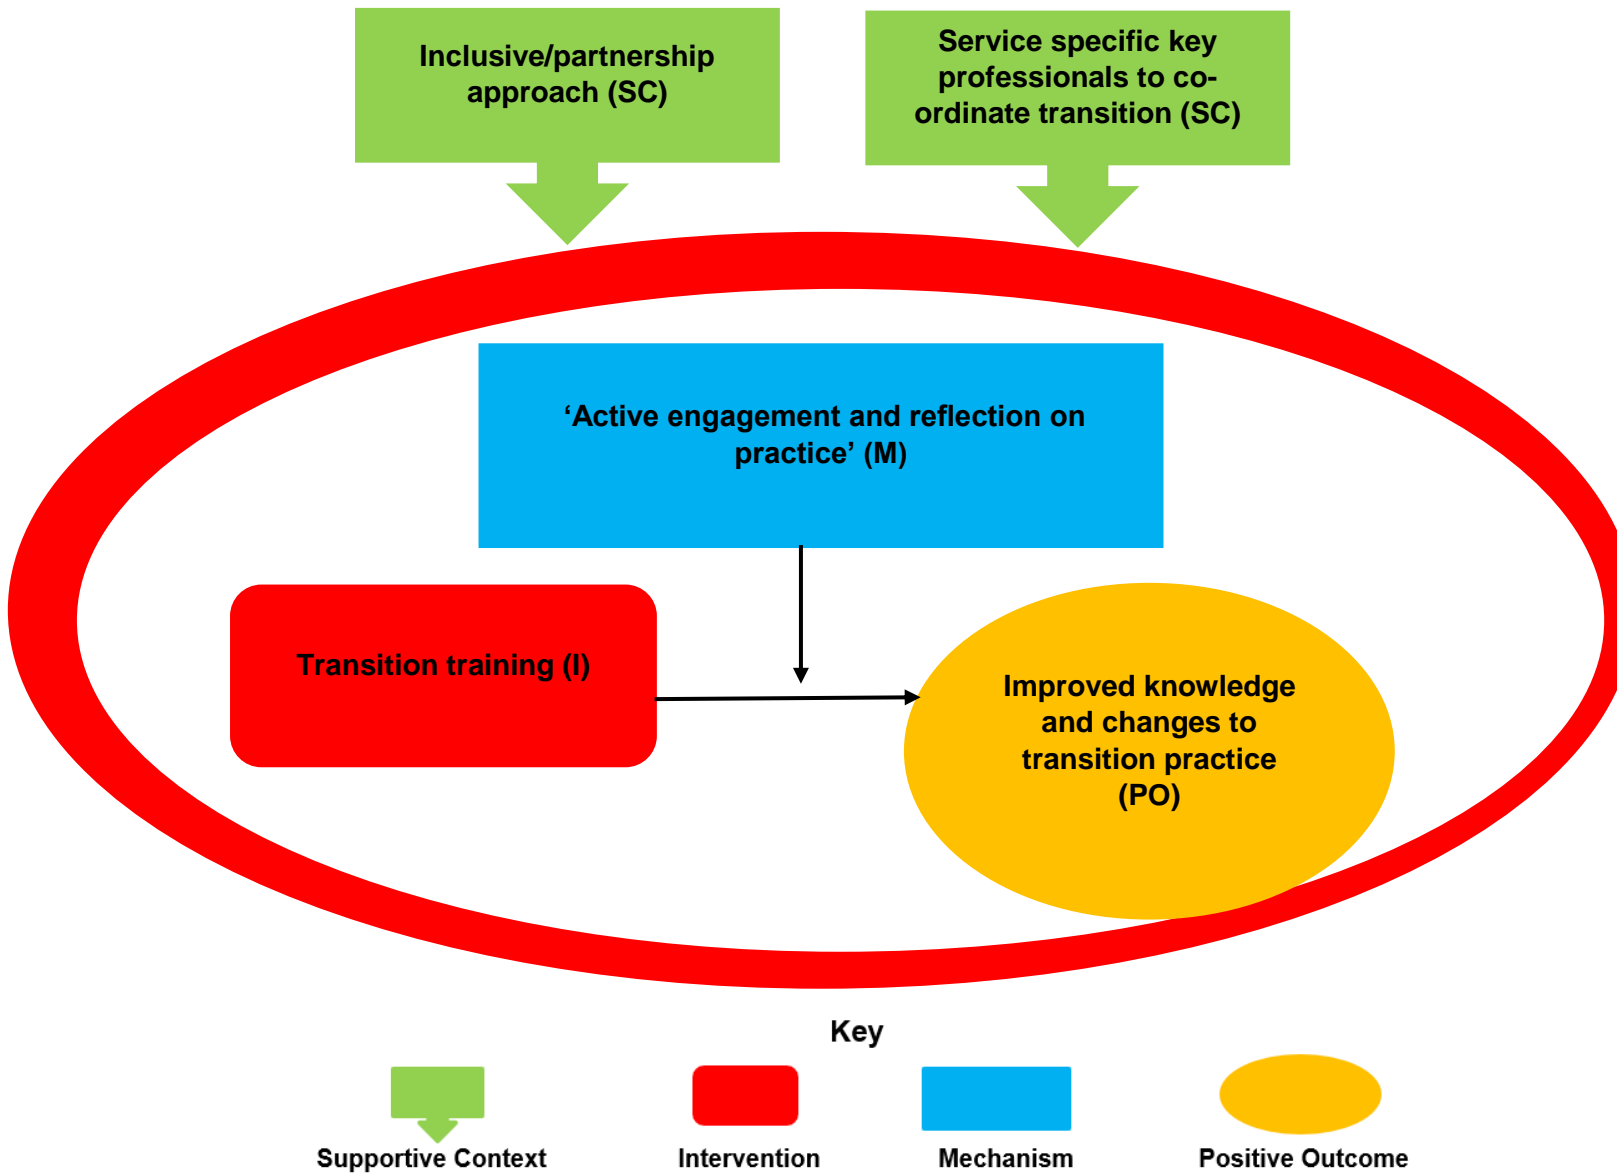 Inclusive/partnership
approach (SC)
Service specific key
professionals to co-
ordinate transition (SC)
‘Active engagement and reflection on
practice’ (M)
Transition training (I)
Improved knowledge
and changes to
transition practice
(PO)
Key
Supportive Context
Intervention
Mechanism
Positive Outcome